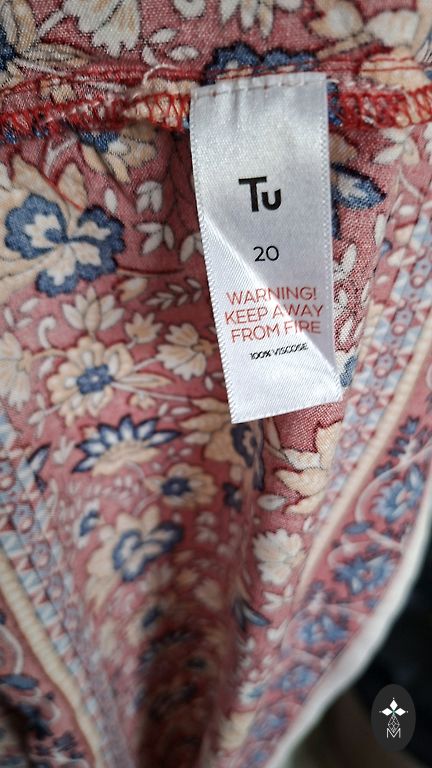 Tu
20
WARNING!
KEEP AWAY
FROM FIRE
100% VISCOSE
M